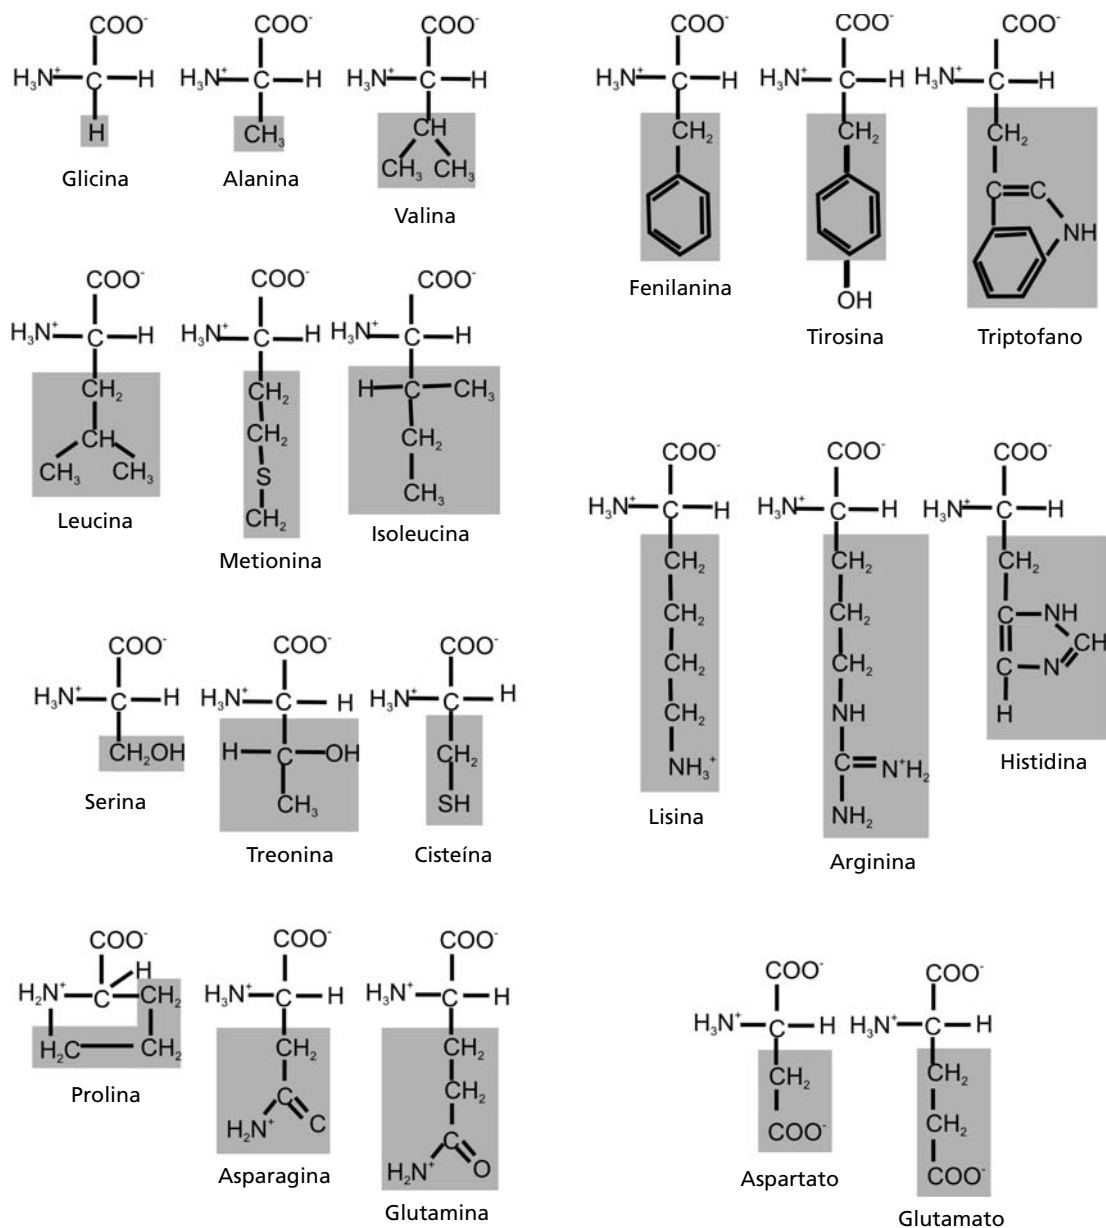 COO⁻
H₃N⁺ C H
H
Glicina
COO⁻
H₃N⁺ C H
CH₃
Alanina
COO⁻
H₃N⁺ C H
CH
CH₃ CH₃
Valina
COO⁻
H₃N⁺ C H
CH₂
Fenilanina
COO⁻
H₃N⁺ C H
CH₂
OH
Tirosina
COO⁻
H₃N⁺ C H
CH₂
C C
NH
Triptofano
COO⁻
H₃N⁺ C H
CH₂
CH
CH₃ CH₃
Leucina
COO⁻
H₃N⁺ C H
CH₂
CH₂
S
CH₂
Metionina
COO⁻
H₃N⁺ C H
H C CH₃
CH₂
CH₃
Isoleucina
COO⁻
H₃N⁺ C H
CH₂
CH₂
CH₂
CH₂
NH₃⁺
Lisina
COO⁻
H₃N⁺ C H
CH₂
CH₂
CH₂
NH
C N⁺H₂
NH₂
Arginina
COO⁻
H₃N⁺ C H
CH₂
C NH
CH
C N
H
Histidina
COO⁻
H₃N⁺ C H
CH₂OH
Serina
COO⁻
H₃N⁺ C H
H C OH
CH₃
Treonina
COO⁻
H₃N⁺ C H
CH₂
SH
Cisteína
COO⁻
H
H₂N⁺ C CH₂
H₂C CH₂
Prolina
COO⁻
H₃N⁺ C H
CH₂
C
H₂N⁺ C
Asparagina
COO⁻
H₃N⁺ C H
CH₂
CH₂
C
H₂N⁺ O
Glutamina
COO⁻
H₃N⁺ C H
CH₂
COO⁻
Aspartato
COO⁻
H₃N⁺ C H
CH₂
CH₂
COO⁻
Glutamato